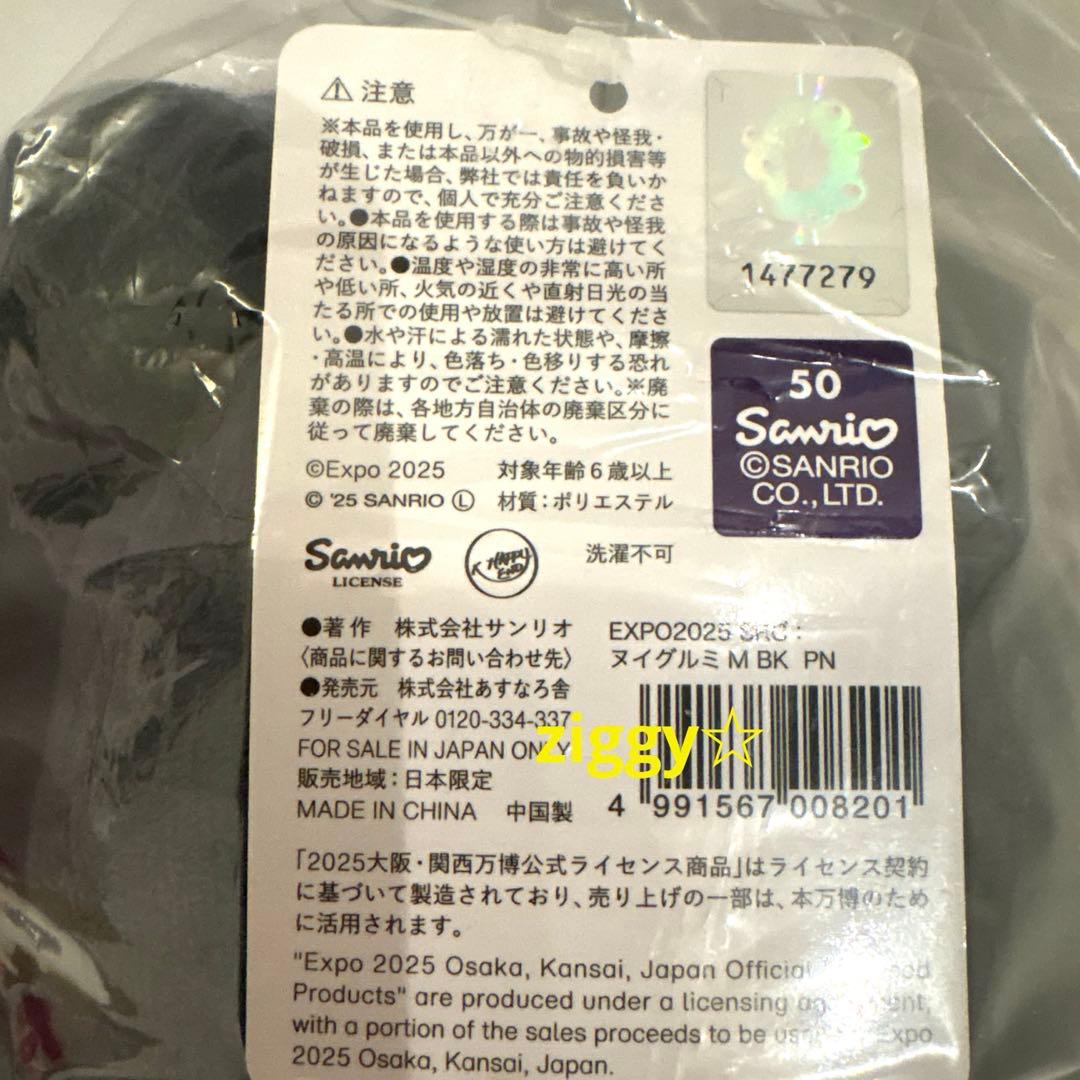 ⚠ 注意
※本品を使用し、万が一、事故や怪我・
破損、または本品以外への物的損害等
が生じた場合、弊社では責任を負いか
ねますので、個人で充分ご注意くださ
い。●本品を使用する際は事故や怪我
の原因になるような使い方は避けてく
ださい。●温度や湿度の非常に高い所
や低い所、火気の近くや直射日光の当
たる所での使用や放置は避けてくださ
い。●水や汗による濡れた状態や、摩擦
・高温により、色落ち・色移りする恐れ
がありますのでご注意ください。※廃
棄の際は、各地方自治体の廃棄区分に
従って廃棄してください。
1477279
50
Sanrio
©SANRIO
CO.,LTD.
©Expo 2025 対象年齢6歳以上
© '25 SANRIO Ⓛ 材質:ポリエステル
Sanrio
LICENSE
K HAPPY
END
洗濯不可
●著作 株式会社サンリオ
〈商品に関するお問い合わせ先〉
●発売元 株式会社あすなろ舎
フリーダイヤル 0120-334-337
FOR SALE IN JAPAN ONLY
販売地域:日本限定
MADE IN CHINA 中国製
EXPO2025 SHC:
ヌイグルミ M BK PN
ziggy☆
4 991567 008201
「2025大阪・関西万博公式ライセンス商品」はライセンス契約
に基づいて製造されており、売り上げの一部は、本万博のため
に活用されます。
"Expo 2025 Osaka, Kansai, Japan Official
Products" are produced under a licensing
with a portion of the sales proceeds to be Expo
2025 Osaka, Kansai, Japan.